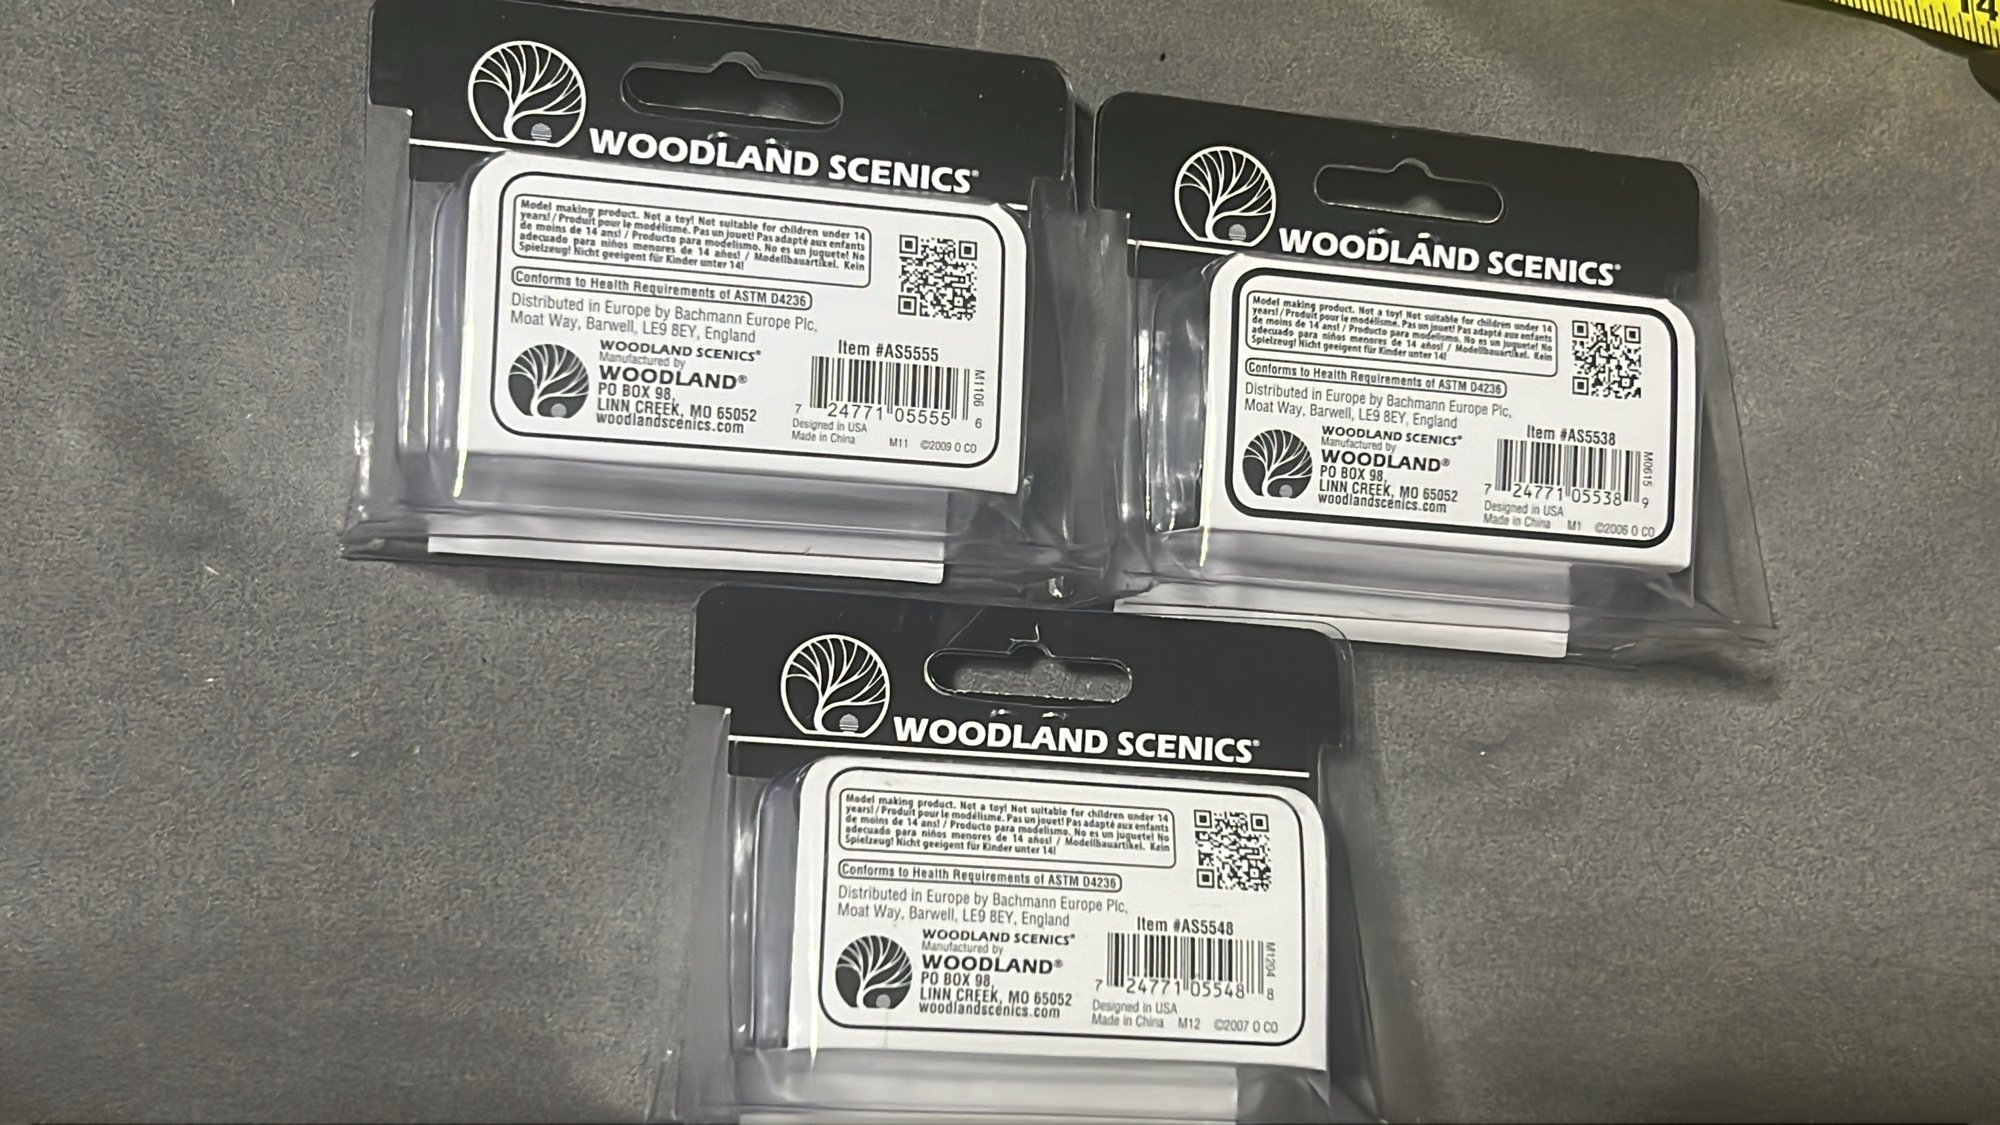 14
WOODLAND SCENICS®
Model making product. Not a toy! Not suitable for children under 14
years! / Produit pour le modélisme. Pas un jouet! Pas adapté aux enfants
de moins de 14 ans! / Producto para modelismo. No es un juguete! No
adecuado para niños menores de 14 años! / Modellbauartikel. Kein
Spielzeug! Nicht geeigent für Kinder unter 14!
Conforms to Health Requirements of ASTM D4236
Distributed in Europe by Bachmann Europe Plc,
Moat Way, Barwell, LE9 8EY, England
WOODLAND SCENICS®
Manufactured by
WOODLAND®
PO BOX 98,
LINN CREEK, MO 65052
woodlandscenics.com
Item #AS5555
M1106
7 24771 05555 6
Designed in USA
Made in China M11 ©2009 O CO
WOODLAND SCENICS®
Model making product. Not a toy! Not suitable for children under 14
years! / Produit pour le modélisme. Pas un jouet! Pas adapté aux enfants
de moins de 14 ans! / Producto para modelismo. No es un juguete! No
adecuado para niños menores de 14 años! / Modellbauartikel. Kein
Spielzeug! Nicht geeigent für Kinder unter 14!
Conforms to Health Requirements of ASTM D4236
Distributed in Europe by Bachmann Europe Plc,
Moat Way, Barwell, LE9 8EY, England
WOODLAND SCENICS®
Manufactured by
WOODLAND®
PO BOX 98,
LINN CREEK, MO 65052
woodlandscenics.com
Item #AS5538
M0615
7 24771 05538 9
Designed in USA
Made in China M1 ©2006 O CO
WOODLAND SCENICS®
Model making product. Not a toy! Not suitable for children under 14
years! / Produit pour le modélisme. Pas un jouet! Pas adapté aux enfants
de moins de 14 ans! / Producto para modelismo. No es un juguete! No
adecuado para niños menores de 14 años! / Modellbauartikel. Kein
Spielzeug! Nicht geeigent für Kinder unter 14!
Conforms to Health Requirements of ASTM D4236
Distributed in Europe by Bachmann Europe Plc,
Moat Way, Barwell, LE9 8EY, England
WOODLAND SCENICS®
Manufactured by
WOODLAND®
PO BOX 98,
LINN CREEK, MO 65052
woodlandscenics.com
Item #AS5548
M1204
7 24771 05548 8
Designed in USA
Made in China M12 ©2007 O CO